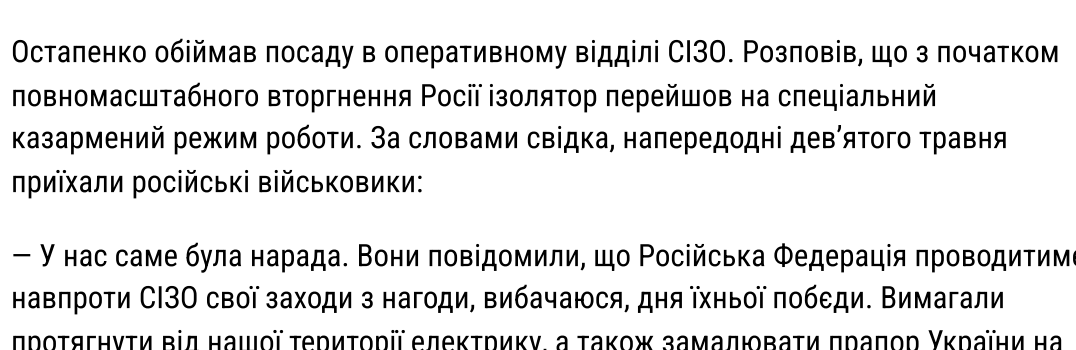 Остапенко обіймав посаду в оперативному відділі СІЗО. Розповів, що з початком
повномасштабного вторгнення Росії ізолятор перейшов на спеціальний
казармений режим роботи. За словами свідка, напередодні дев’ятого травня
приїхали російські військовики:
— У нас саме була нарада. Вони повідомили, що Російська Федерація проводитиме
навпроти СІЗО свої заходи з нагоди, вибачаюся, дня їхньої побєди. Вимагали
протягнути від нашої території електрику, а також замалювати прапор України на